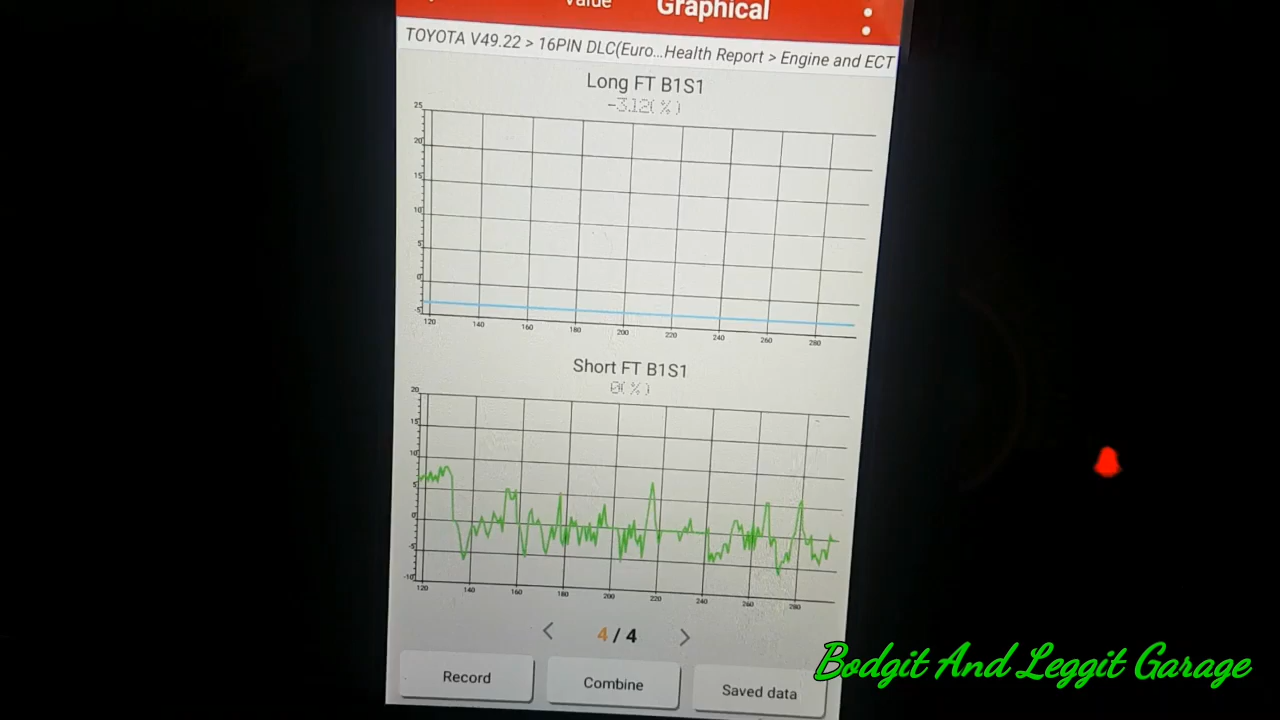 Value Graphical
TOYOTA V49.22 > 16PIN DLC(Euro...Health Report > Engine and ECT
Long FT B1S1
-3.12(%)
25
20
15
10
5
0
-5
120 140 160 180 200 220 240 260 280
Short FT B1S1
0(%)
20
15
10
5
0
-5
-10
120 140 160 180 200 220 240 260 280
4 / 4
Record Combine Saved data
Bodgit And Leggit Garage